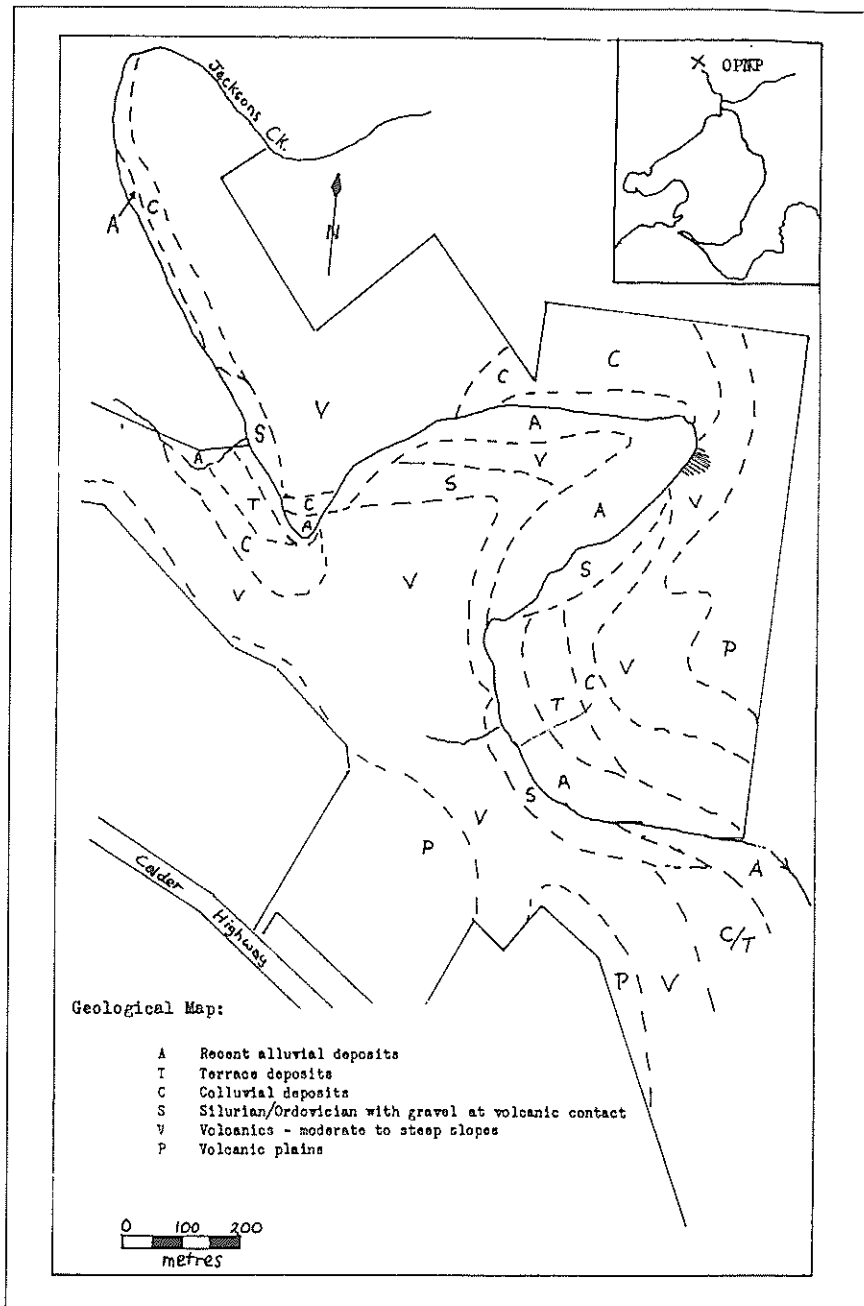 OPNP
Jacksons
Ck.
C
A
N
C
C
V
A
S
A
V
S
C
T
A
A
V
C
S
V
V
V
P
C
T
A
S
V
P
A
Calder
Highway
C/T
P
V
Geological Map:
A Recent alluvial deposits
T Terrace deposits
C Colluvial deposits
S Silurian/Ordovician with gravel at volcanic contact
V Volcanics - moderate to steep slopes
P Volcanic plains
0 100 200
metres